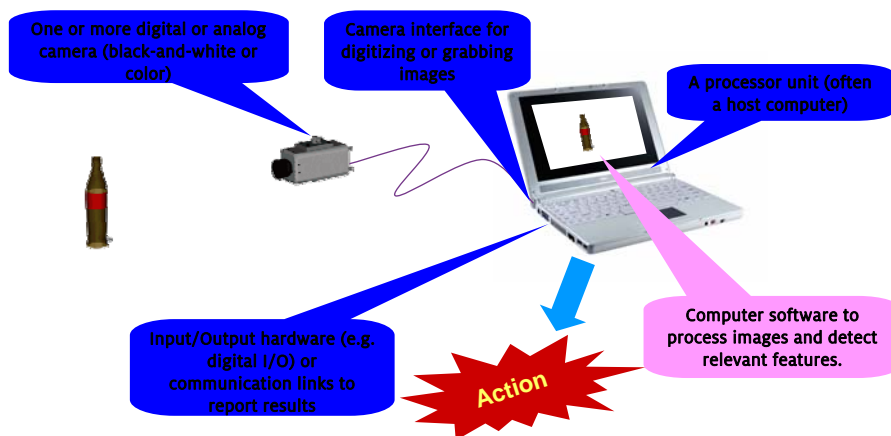 One or more digital or analog
camera (black-and-white or
color)
Camera interface for
digitizing or grabbing
images
A processor unit (often
a host computer)
Input/Output hardware (e.g.
digital I/O) or
communication links to
report results
Computer software to
process images and detect
relevant features.
Action